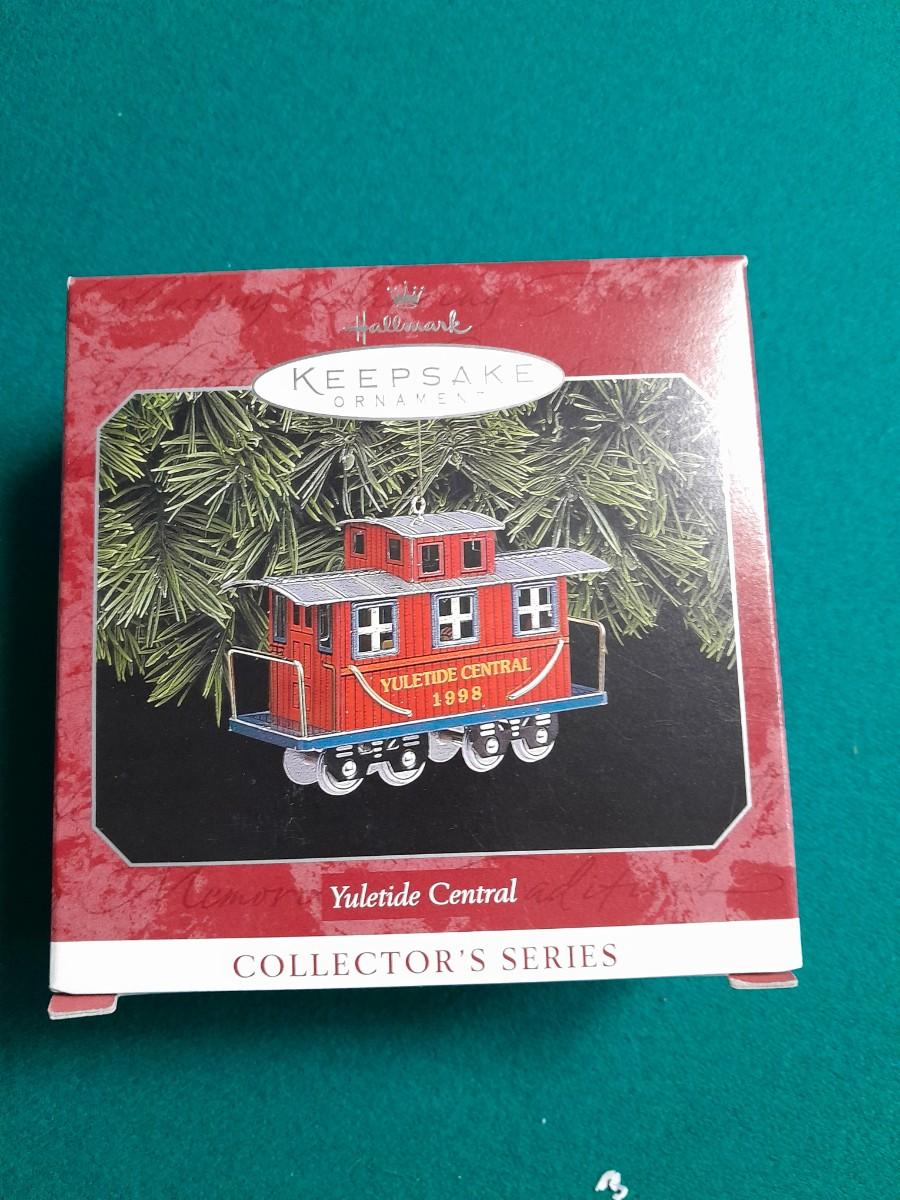 Hallmark
KEEPSAKE
ORNAMENT
YULETIDE CENTRAL
1998
Yuletide Central
COLLECTOR'S SERIES